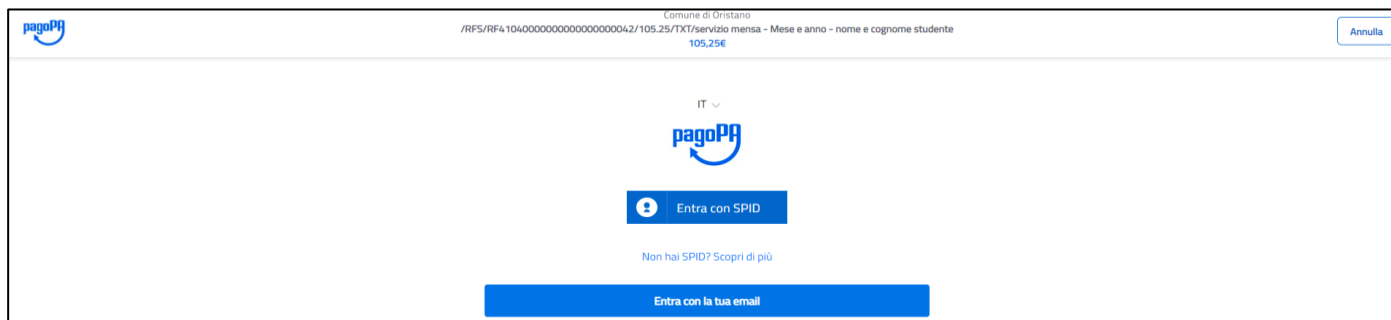 pagoPA
Comune di Oristano
/RFS/RF4104000000000000000000042/105.25/TXT/servizio mensa - Mese e anno - nome e cognome studente
105,25€
Annulla
IT
pagoPA
Entra con SPID
Non hai SPID? Scopri di più
Entra con la tua email